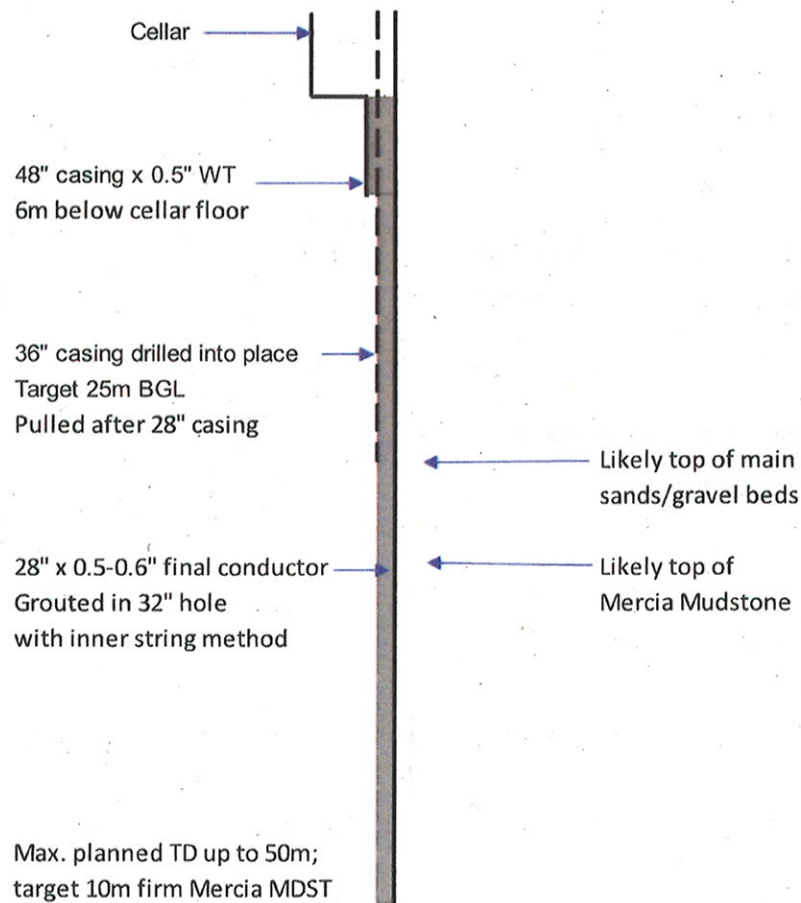 Cellar
48" casing x 0.5" WT
6m below cellar floor
36" casing drilled into place
Target 25m BGL
Pulled after 28" casing
Likely top of main
sands/gravel beds
28" x 0.5-0.6" final conductor
Grouted in 32" hole
with inner string method
Likely top of
Mercia Mudstone
Max. planned TD up to 50m;
target 10m firm Mercia MDST